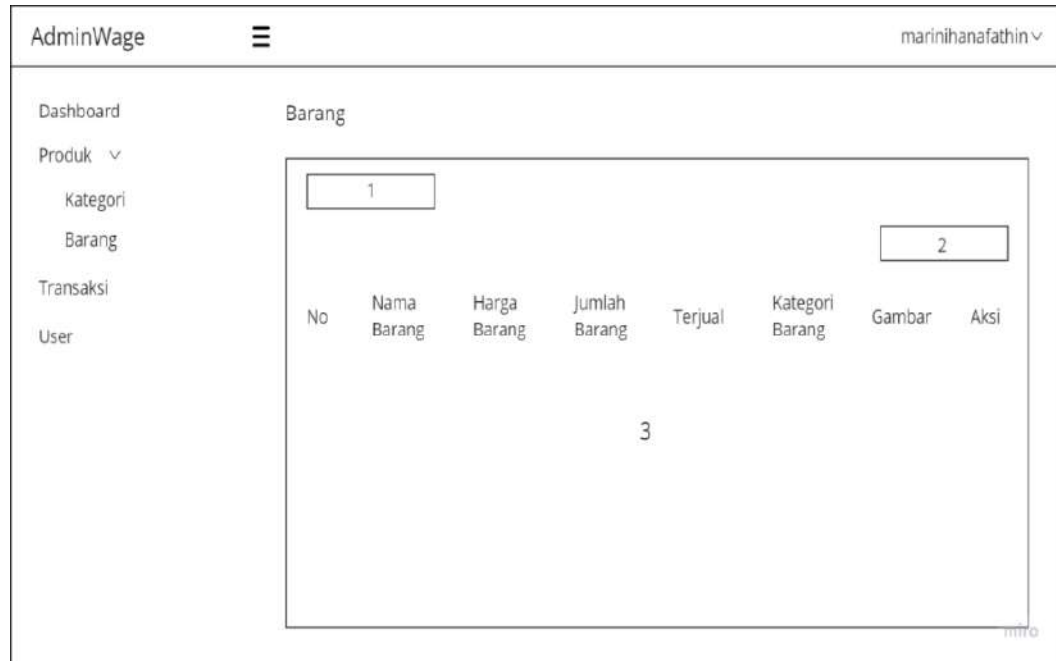 AdminWage
marinihanafathin
Dashboard
Produk
Kategori
Barang
Transaksi
User
Barang
1
2
No
Nama
Barang
Harga
Barang
Jumlah
Barang
Terjual
Kategori
Barang
Gambar
Aksi
3
miro